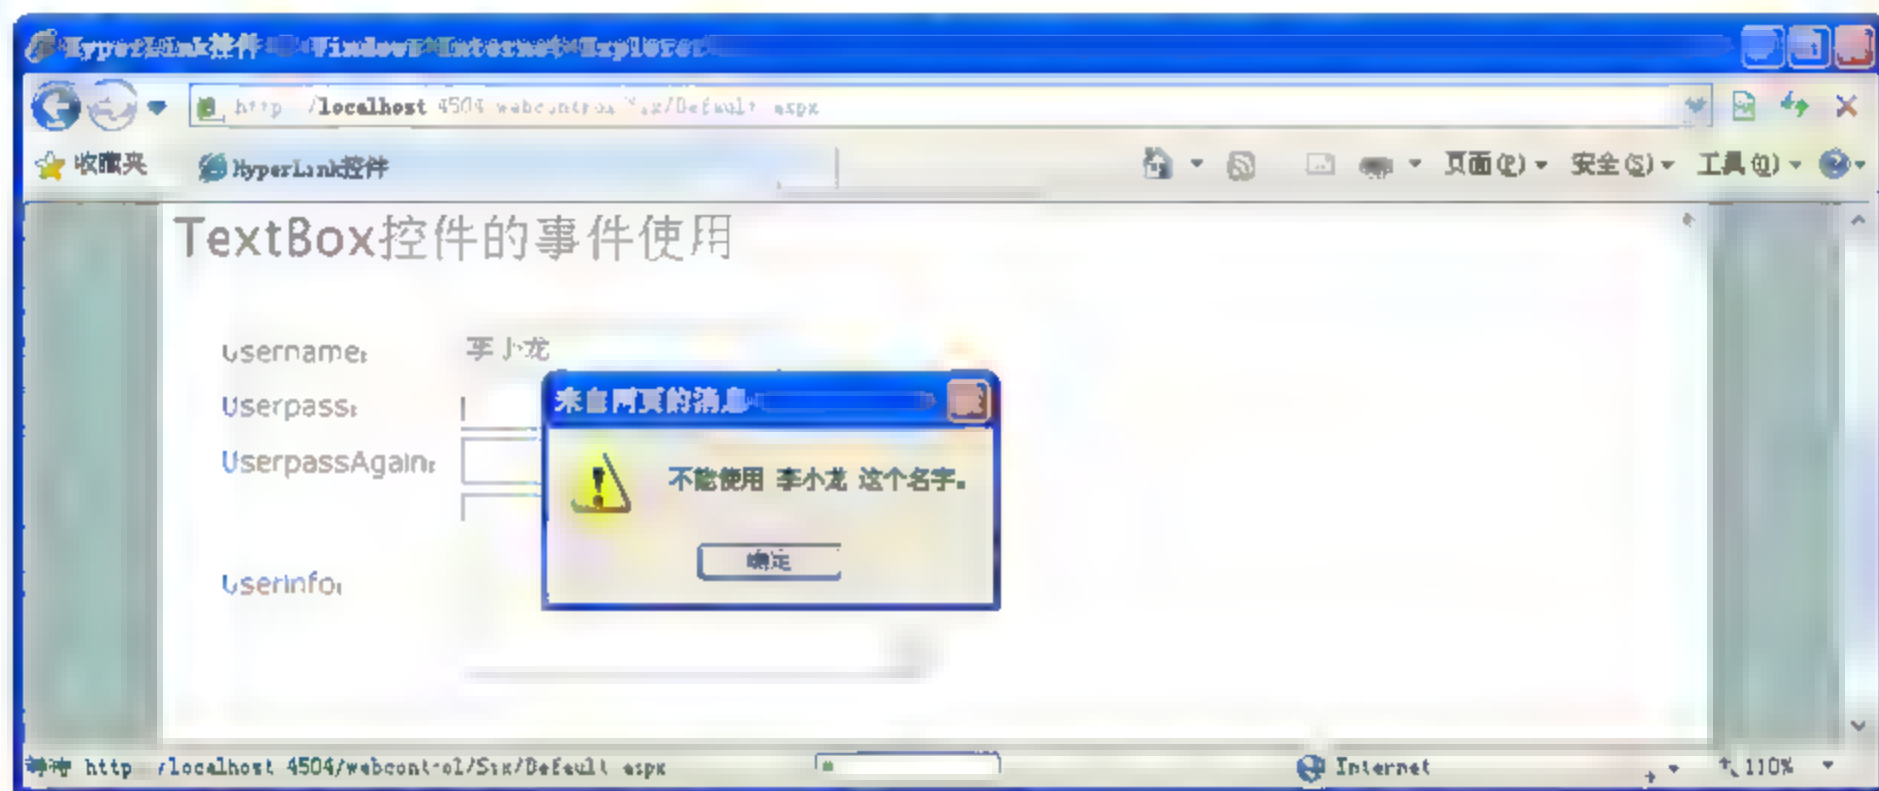 HyperLink控件 - Windows Internet Explorer
http://localhost:4504/webcontrol/Six/Default.aspx
收藏夹 HyperLink控件 页面(P) 安全(S) 工具(O)
TextBox控件的事件使用
Username: 李小龙
Userpass:
来自网页的消息
UserpassAgain:
不能使用 李小龙 这个名字。
确定
Userinfo:
http://localhost:4504/webcontrol/Six/Default.aspx Internet 110%